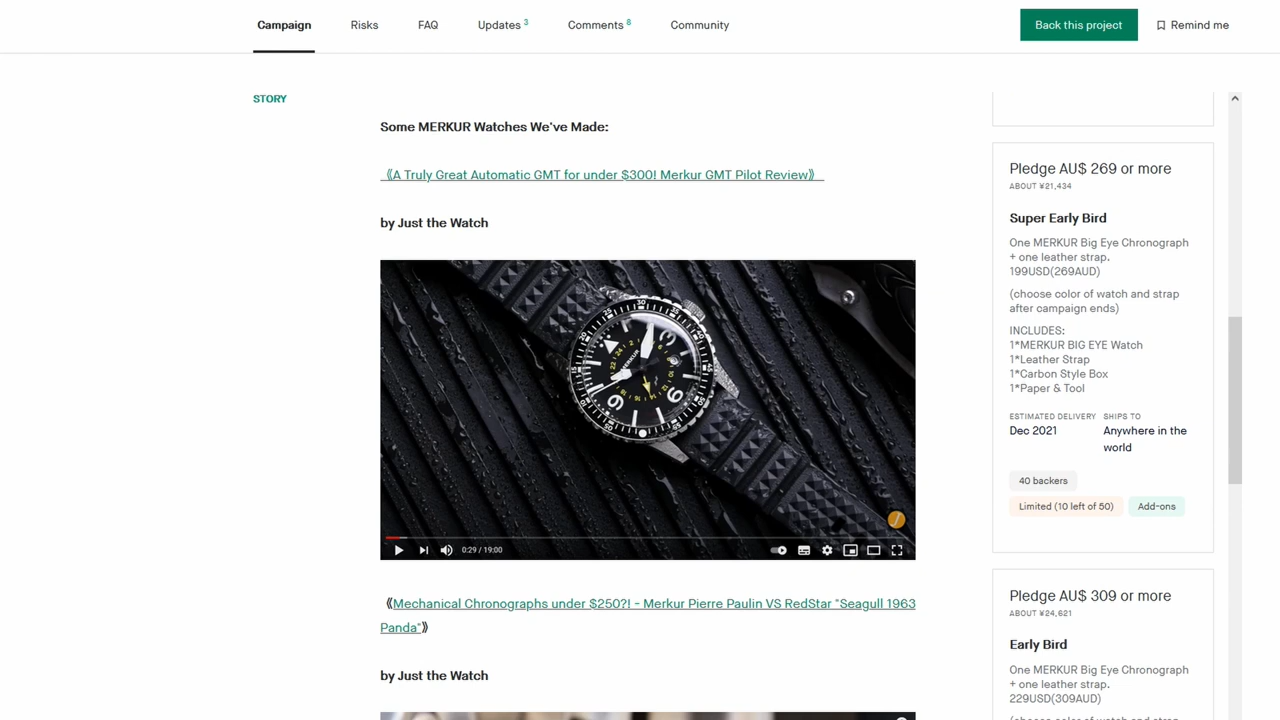 Campaign
Risks
FAQ
Updates 3
Comments 8
Community
Back this project
Remind me
STORY
Some MERKUR Watches We've Made:
《A Truly Great Automatic GMT for under $300! Merkur GMT Pilot Review》
by Just the Watch
MERKUR
0:29 / 19:00
《Mechanical Chronographs under $250?! - Merkur Pierre Paulin VS RedStar "Seagull 1963
Panda"》
by Just the Watch
Pledge AU$ 269 or more
ABOUT ¥21,434
Super Early Bird
One MERKUR Big Eye Chronograph
+ one leather strap.
199USD(269AUD)
(choose color of watch and strap
after campaign ends)
INCLUDES:
1*MERKUR BIG EYE Watch
1*Leather Strap
1*Carbon Style Box
1*Paper & Tool
ESTIMATED DELIVERY
Dec 2021
SHIPS TO
Anywhere in the
world
40 backers
Limited (10 left of 50)
Add-ons
Pledge AU$ 309 or more
ABOUT ¥24,621
Early Bird
One MERKUR Big Eye Chronograph
+ one leather strap.
229USD(309AUD)